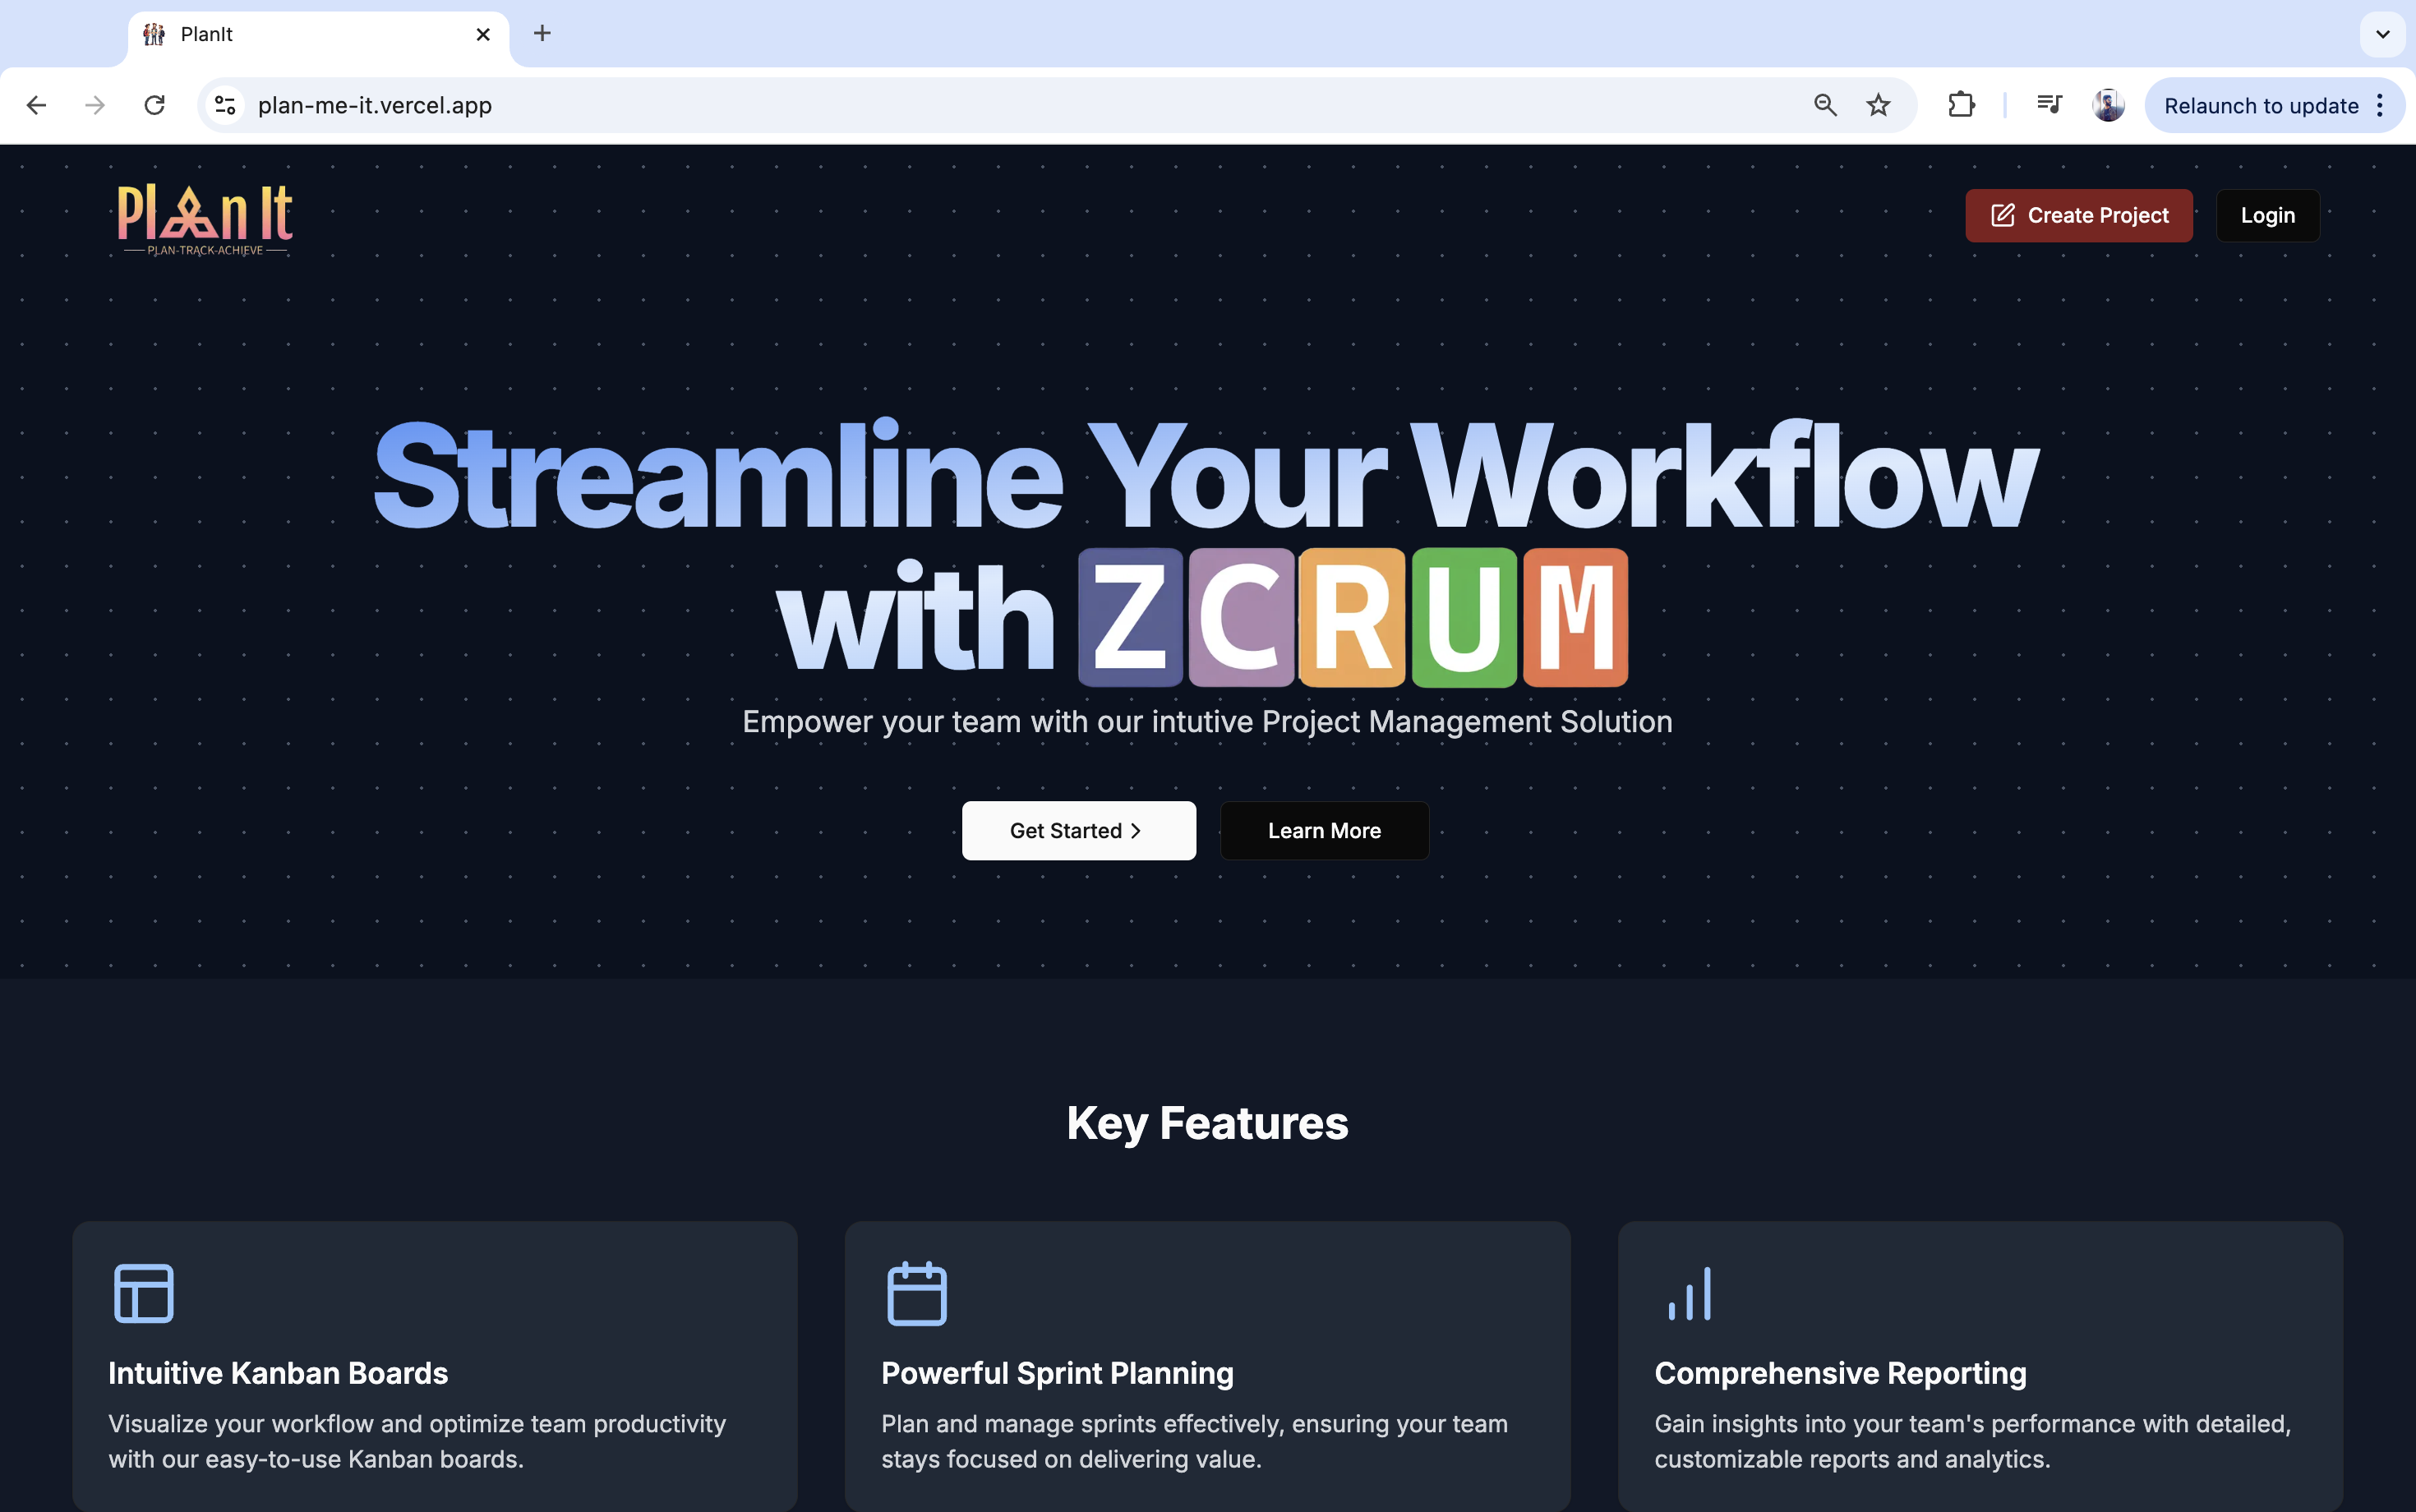 PlanIt
plan-me-it.vercel.app
Relaunch to update
Plan It
PLAN-TRACK-ACHIEVE
Create Project
Login
Streamline Your Workflow
with ZCRUM
Empower your team with our intutive Project Management Solution
Get Started
Learn More
Key Features
Intuitive Kanban Boards
Visualize your workflow and optimize team productivity
with our easy-to-use Kanban boards.
Powerful Sprint Planning
Plan and manage sprints effectively, ensuring your team
stays focused on delivering value.
Comprehensive Reporting
Gain insights into your team's performance with detailed,
customizable reports and analytics.